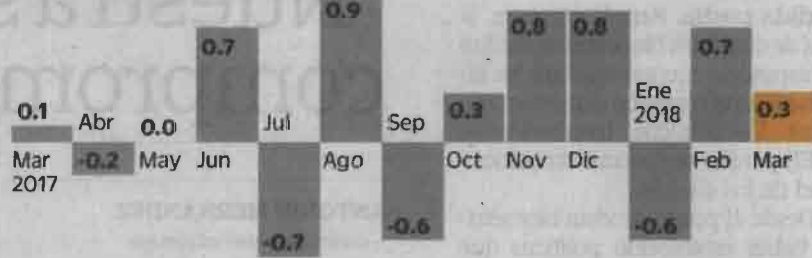 0.1
Mar
2017
Abr
-0.2
0.0
May
0.7
Jun
Jul
-0.7
0.9
Ago
Sep
-0.6
0.3
Oct
0.8
Nov
0.8
Dic
Ene
2018
-0.6
0.7
Feb
0.3
Mar